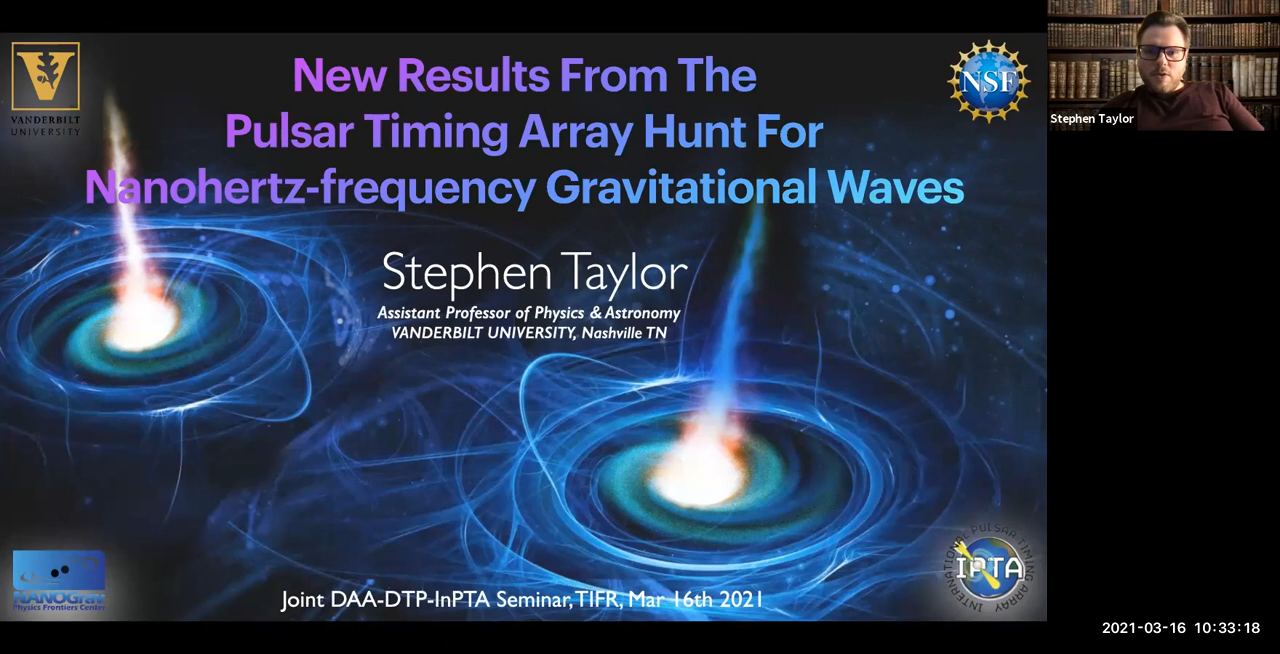 VANDERBILT
UNIVERSITY
New Results From The
Pulsar Timing Array Hunt For
Nanohertz-frequency Gravitational Waves
NSF
Stephen Taylor
Stephen Taylor
Assistant Professor of Physics & Astronomy
VANDERBILT UNIVERSITY, Nashville TN
NANOGrav
Physics Frontiers Center
Joint DAA-DTP-InPTA Seminar, TIFR, Mar 16th 2021
INTERNATIONAL PULSAR TIMING ARRAY
IPTA
2021-03-16 10:33:18